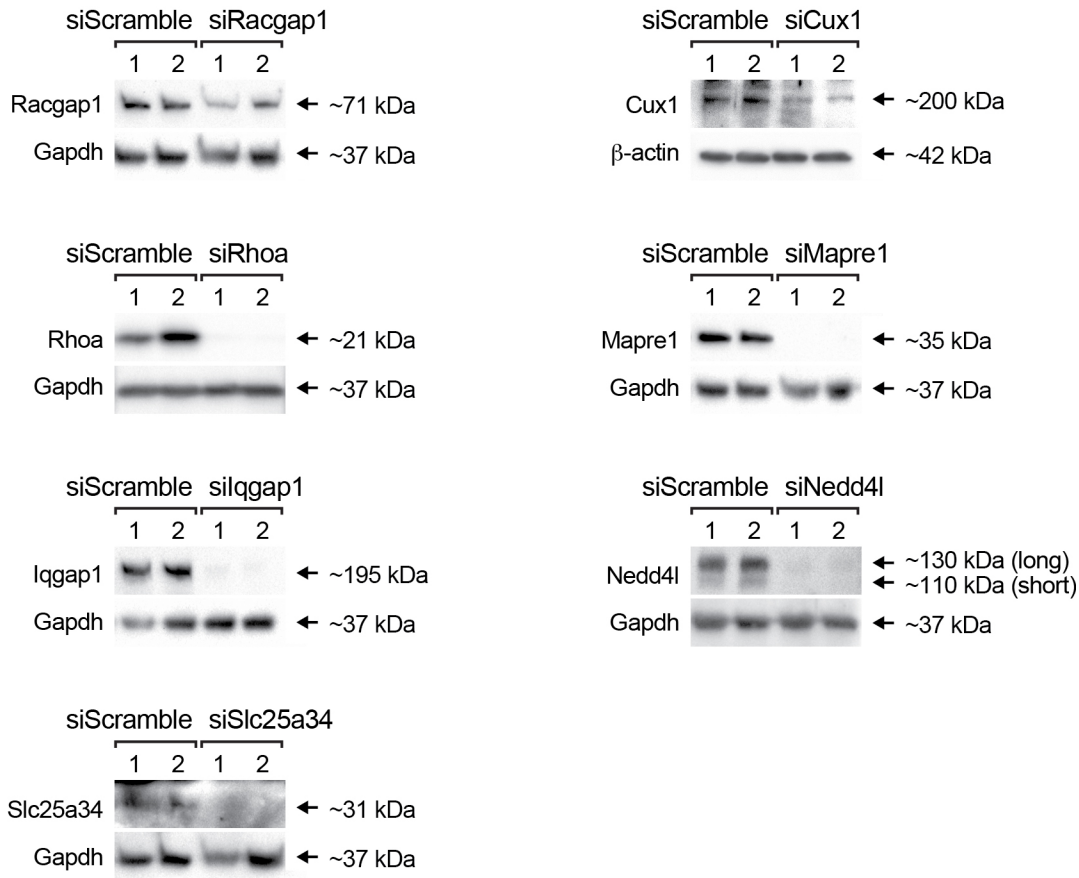 siScramble siRacgap1
1 2 1 2
Racgap1 ~71 kDa
Gapdh ~37 kDa
siScramble siCux1
1 2 1 2
Cux1 ~200 kDa
β-actin ~42 kDa
siScramble siRhoa
1 2 1 2
Rhoa ~21 kDa
Gapdh ~37 kDa
siScramble siMapre1
1 2 1 2
Mapre1 ~35 kDa
Gapdh ~37 kDa
siScramble siIqgap1
1 2 1 2
Iqgap1 ~195 kDa
Gapdh ~37 kDa
siScramble siNedd4l
1 2 1 2
Nedd4l ~130 kDa (long)
~110 kDa (short)
Gapdh ~37 kDa
siScramble siSlc25a34
1 2 1 2
Slc25a34 ~31 kDa
Gapdh ~37 kDa